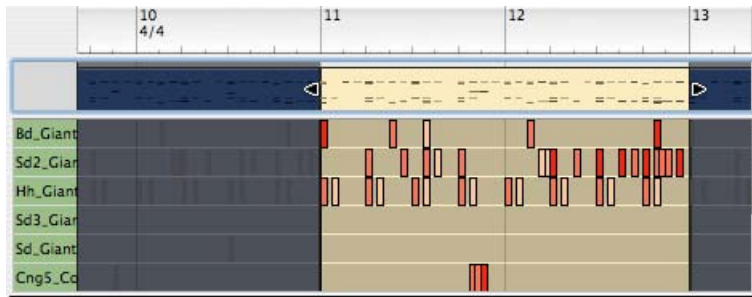 10 11 12 13
4/4
Bd_Giant
Sd2_Giar
Hh_Giant
Sd3_Giar
Sd_Giant
Cng5_Co